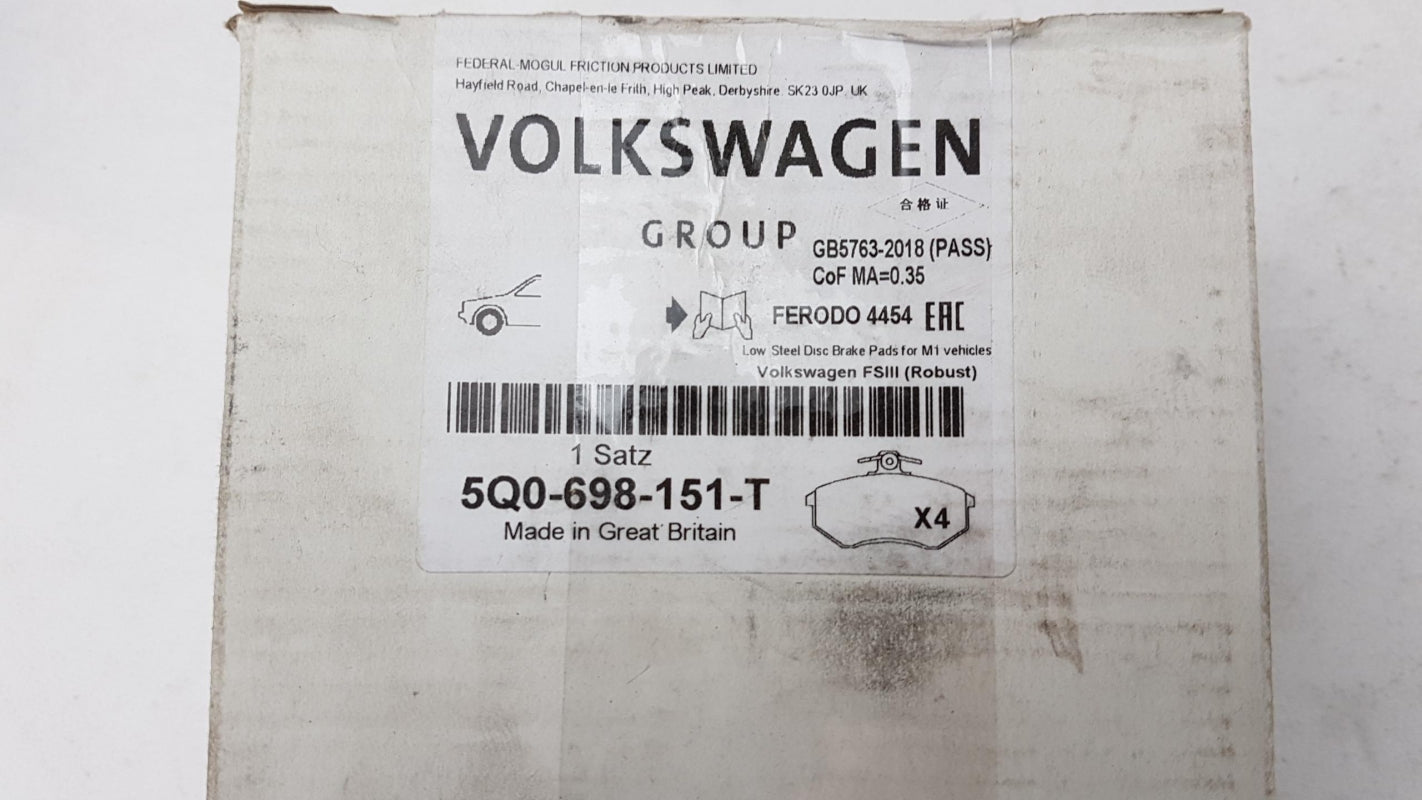 FEDERAL-MOGUL FRICTION PRODUCTS LIMITED
Hayfield Road, Chapel-en-le Frith, High Peak, Derbyshire. SK23 0JP. UK
VOLKSWAGEN
合格证
GROUP
GB5763-2018 (PASS)
CoF MA=0.35
FERODO 4454 EAC
Low Steel Disc Brake Pads for M1 vehicles
Volkswagen FSIII (Robust)
1 Satz
5Q0-698-151-T
X4
Made in Great Britain